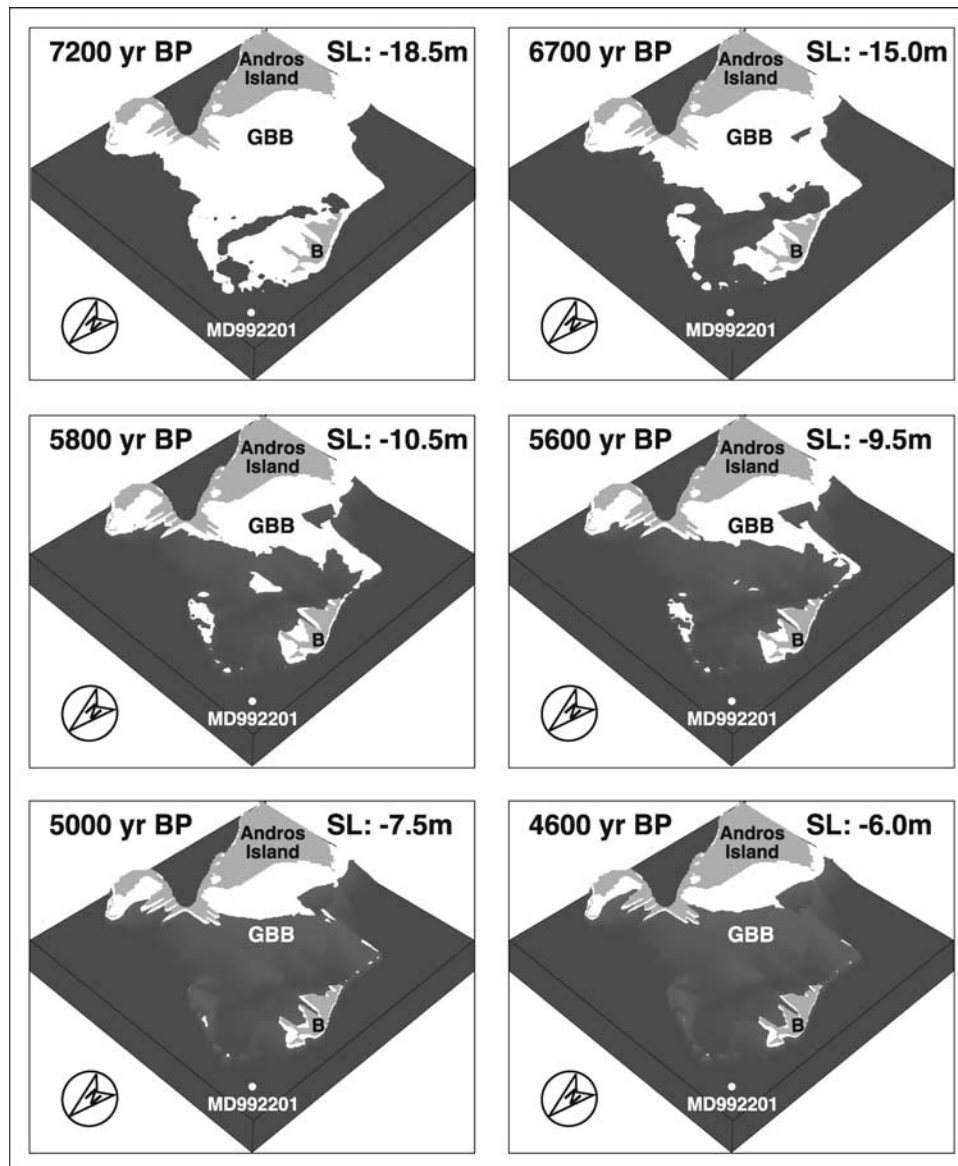 7200 yr BP SL: -18.5m
Andros
Island
GBB
B
MD992201
N
6700 yr BP SL: -15.0m
Andros
Island
GBB
B
MD992201
N
5800 yr BP SL: -10.5m
Andros
Island
GBB
B
MD992201
N
5600 yr BP SL: -9.5m
Andros
Island
GBB
B
MD992201
N
5000 yr BP SL: -7.5m
Andros
Island
GBB
B
MD992201
N
4600 yr BP SL: -6.0m
Andros
Island
GBB
B
MD992201
N